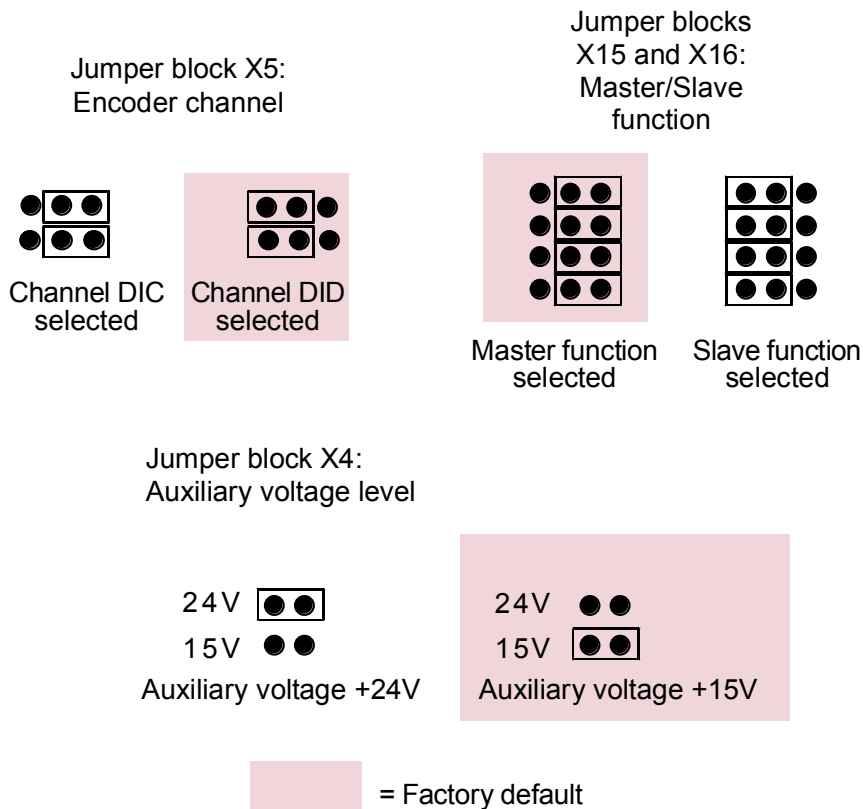 Jumper block X5:
Encoder channel
Jumper blocks
X15 and X16:
Master/Slave
function
Channel DIC
selected
Channel DID
selected
Master function
selected
Slave function
selected
Jumper block X4:
Auxiliary voltage level
24V
15V
Auxiliary voltage +24V
24V
15V
Auxiliary voltage +15V
= Factory default